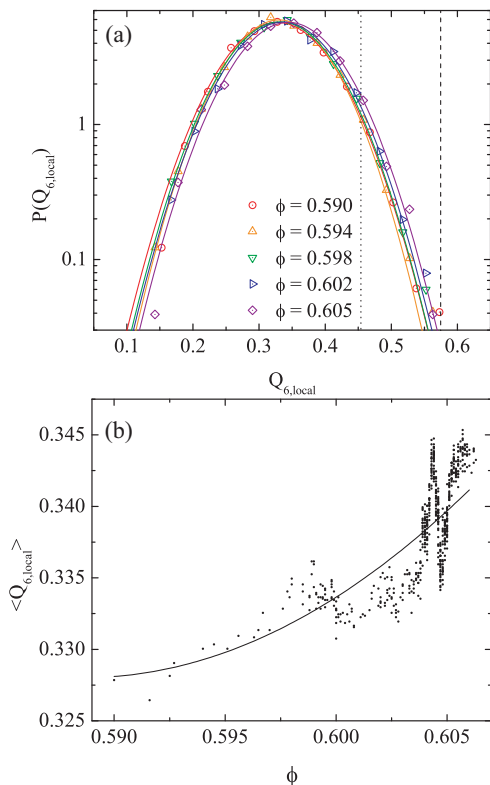 (a)
P(Q6,local)
1
0.1
ϕ = 0.590
ϕ = 0.594
ϕ = 0.598
ϕ = 0.602
ϕ = 0.605
0.1 0.2 0.3 0.4 0.5 0.6
Q6,local
(b)
<Q6,local>
0.345
0.340
0.335
0.330
0.325
0.590 0.595 0.600 0.605
ϕ